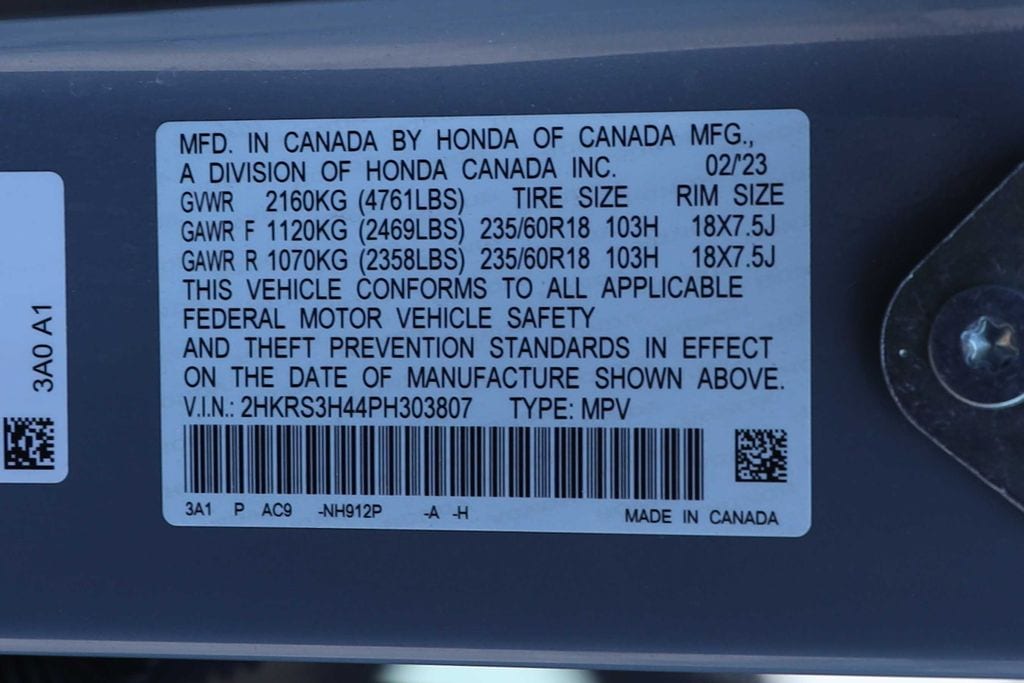 MFD. IN CANADA BY HONDA OF CANADA MFG.,
A DIVISION OF HONDA CANADA INC. 02/'23
GVWR 2160KG (4761LBS) TIRE SIZE RIM SIZE
GAWR F 1120KG (2469LBS) 235/60R18 103H 18X7.5J
GAWR R 1070KG (2358LBS) 235/60R18 103H 18X7.5J
THIS VEHICLE CONFORMS TO ALL APPLICABLE
FEDERAL MOTOR VEHICLE SAFETY
AND THEFT PREVENTION STANDARDS IN EFFECT
ON THE DATE OF MANUFACTURE SHOWN ABOVE.
V.I.N.: 2HKRS3H44PH303807 TYPE: MPV
3A1 P AC9 -NH912P -A -H MADE IN CANADA
3A0 A1